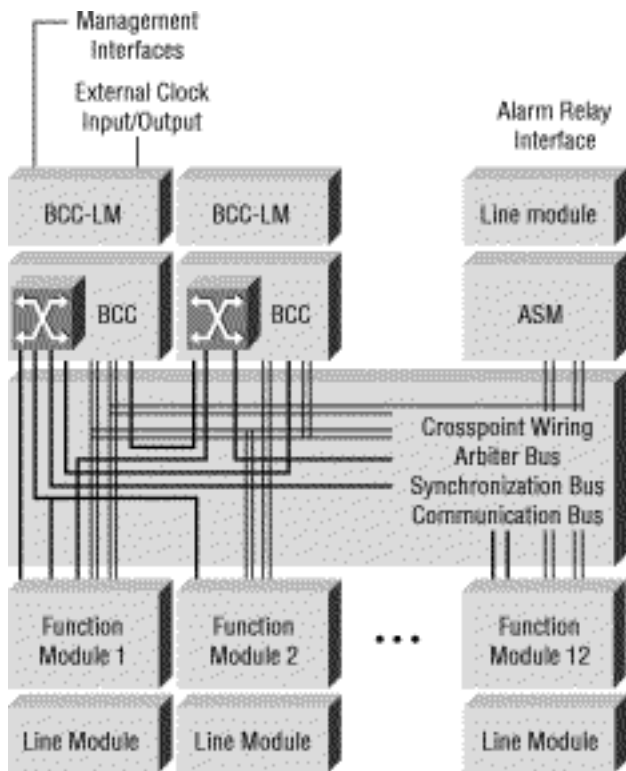 Management
Interfaces
External Clock
Input/Output
Alarm Relay
Interface
BCC-LM
BCC-LM
Line module
BCC
BCC
ASM
Crosspoint Wiring
Arbiter Bus
Synchronization Bus
Communication Bus
Function
Module 1
Function
Module 2
Function
Module 12
Line Module
Line Module
Line Module